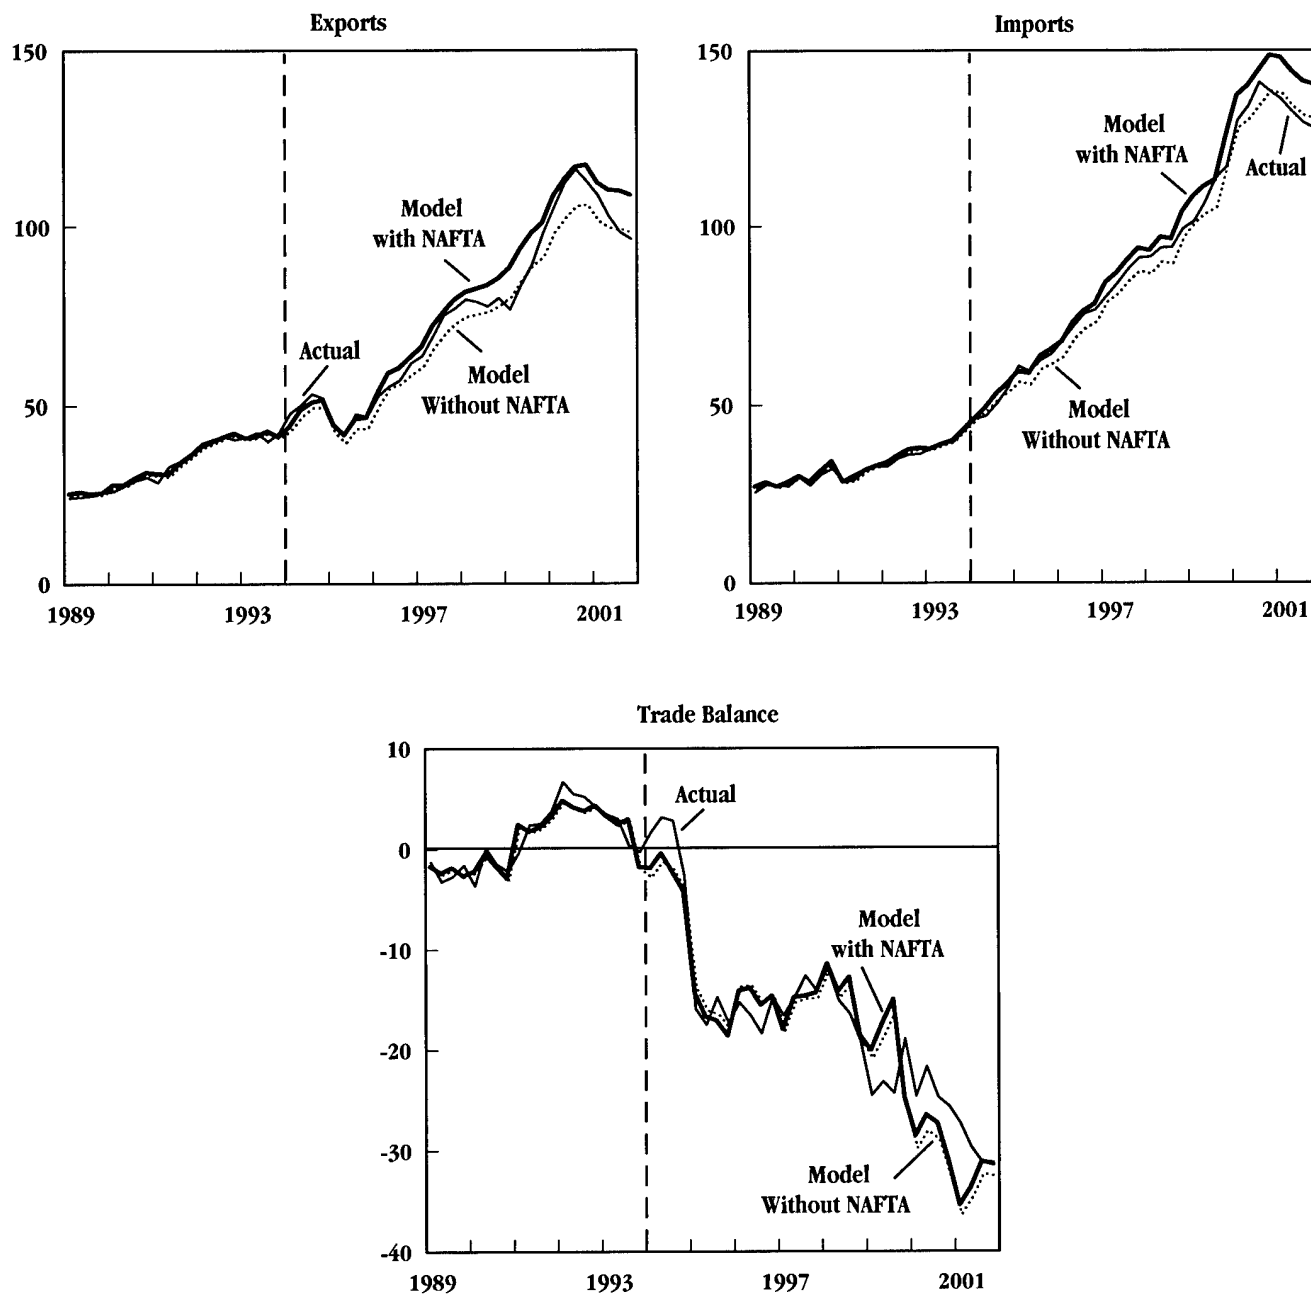 Exports
150
100
50
0
1989
1993
1997
2001
Model
with NAFTA
Actual
Model
Without NAFTA
Imports
150
100
50
0
1989
1993
1997
2001
Model
with NAFTA
Actual
Model
Without NAFTA
Trade Balance
10
0
-10
-20
-30
-40
1989
1993
1997
2001
Actual
Model
with NAFTA
Model
Without NAFTA